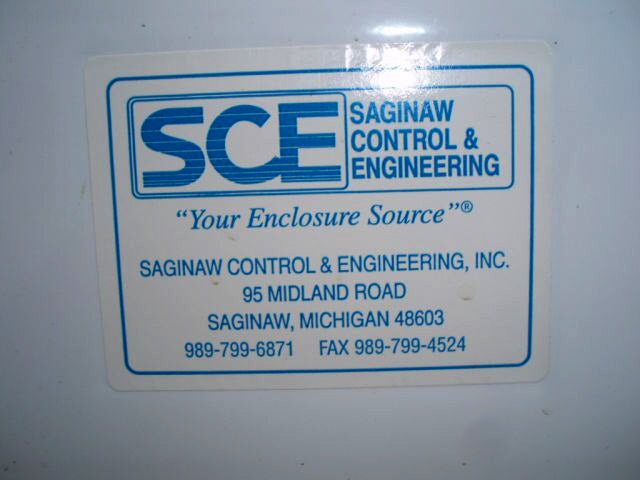 SCE
SAGINAW
CONTROL &
ENGINEERING
“Your Enclosure Source”®
SAGINAW CONTROL & ENGINEERING, INC.
95 MIDLAND ROAD
SAGINAW, MICHIGAN 48603
989-799-6871 FAX 989-799-4524